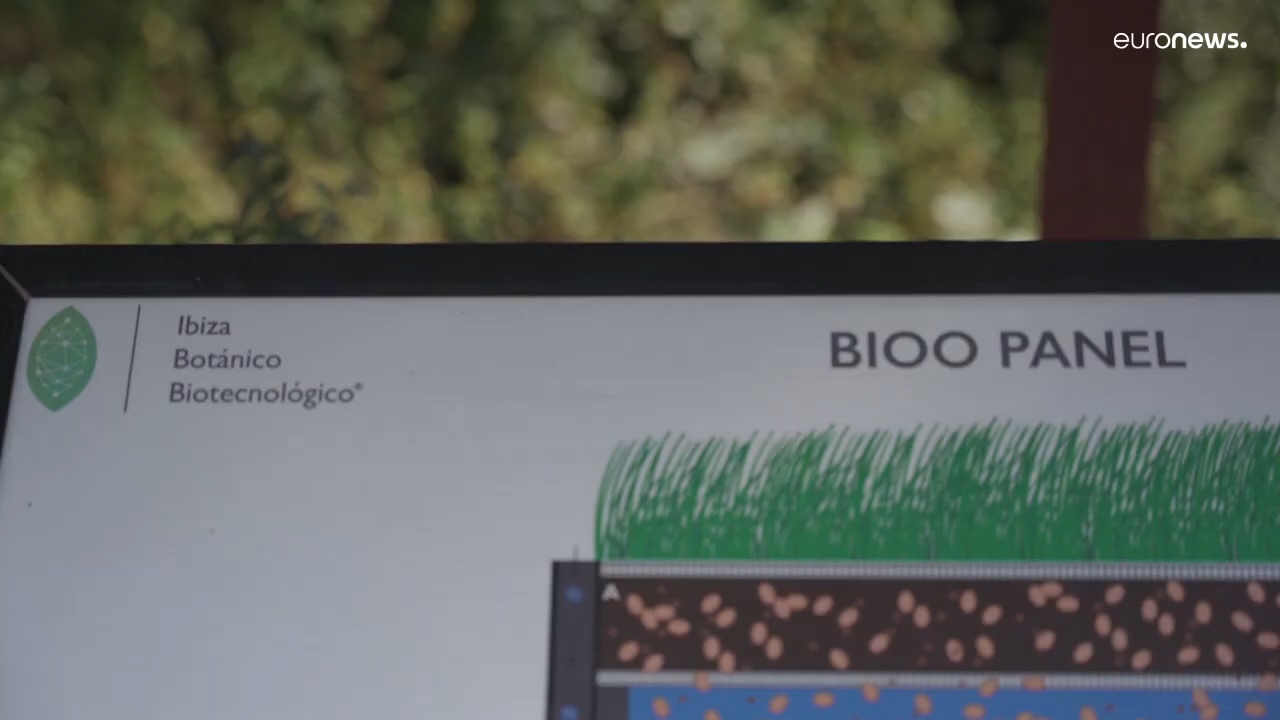 euronews.
Ibiza
Botánico
Biotecnológico®
BIOO PANEL
A